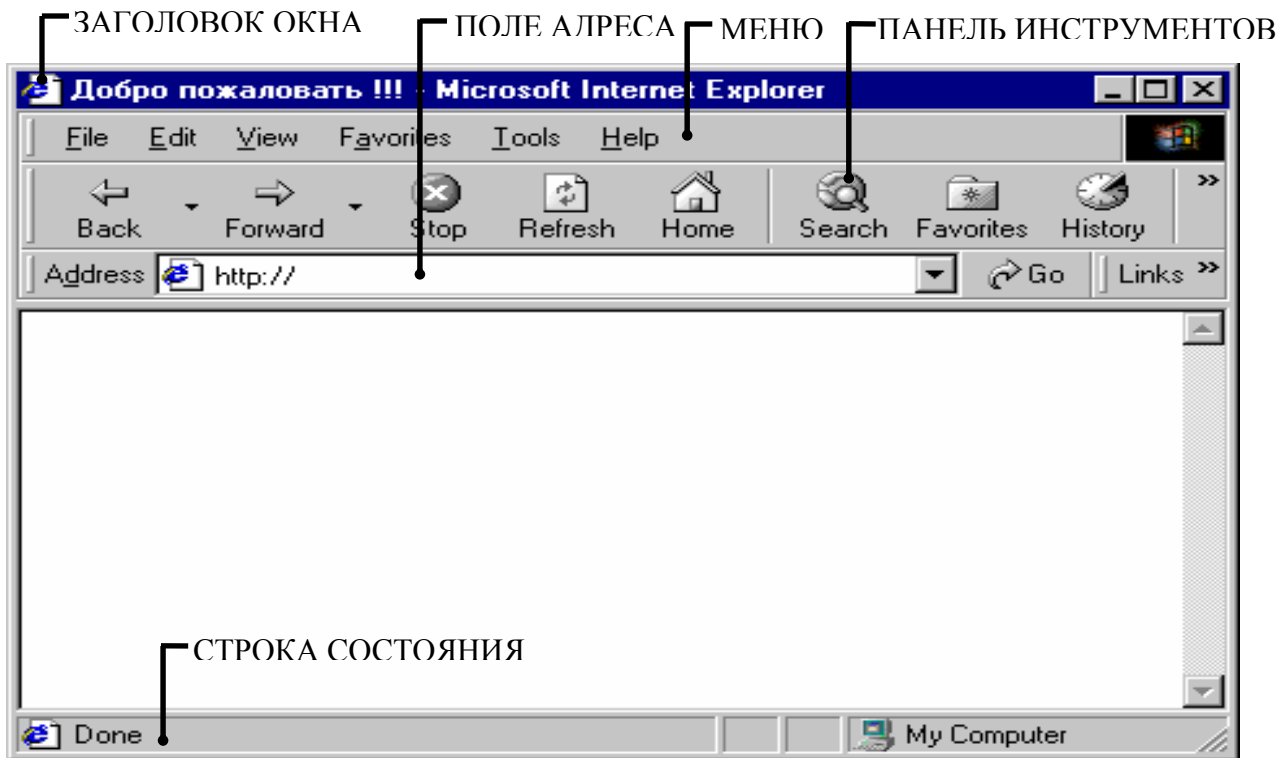 ЗАГОЛОВОК ОКНА ПОЛЕ АДРЕСА МЕНЮ ПАНЕЛЬ ИНСТРУМЕНТОВ
Добро пожаловать !!! - Microsoft Internet Explorer
File Edit View Favorites Tools Help
Back Forward Stop Refresh Home Search Favorites History »
Address http:// Go Links »
СТРОКА СОСТОЯНИЯ
Done My Computer